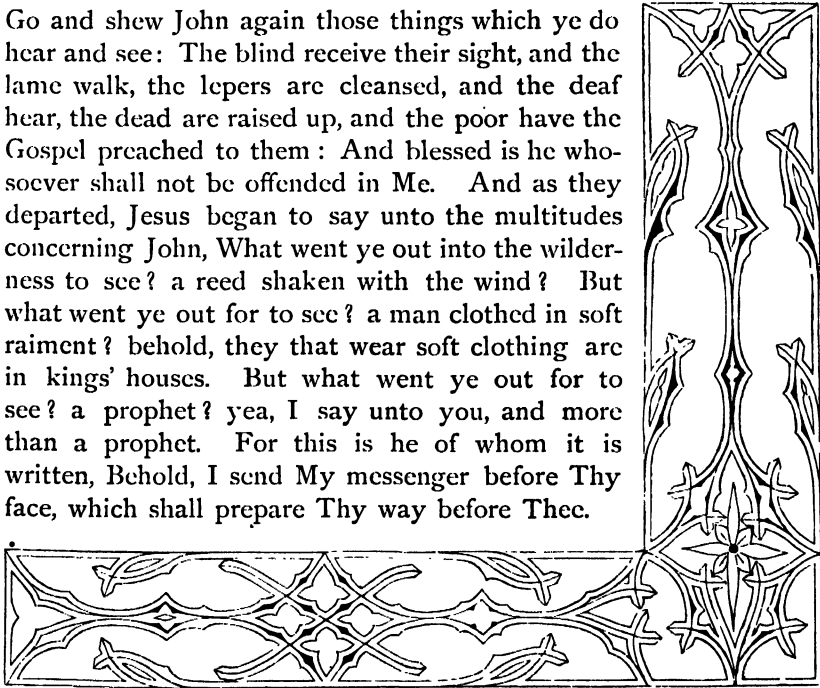 Go and shew John again those things which ye do
hear and see: The blind receive their sight, and the
lame walk, the lepers are cleansed, and the deaf
hear, the dead are raised up, and the poor have the
Gospel preached to them : And blessed is he who-
soever shall not be offended in Me. And as they
departed, Jesus began to say unto the multitudes
concerning John, What went ye out into the wilder-
ness to see? a reed shaken with the wind? But
what went ye out for to see? a man clothed in soft
raiment? behold, they that wear soft clothing are
in kings' houses. But what went ye out for to
see? a prophet? yea, I say unto you, and more
than a prophet. For this is he of whom it is
written, Behold, I send My messenger before Thy
face, which shall prepare Thy way before Thee.